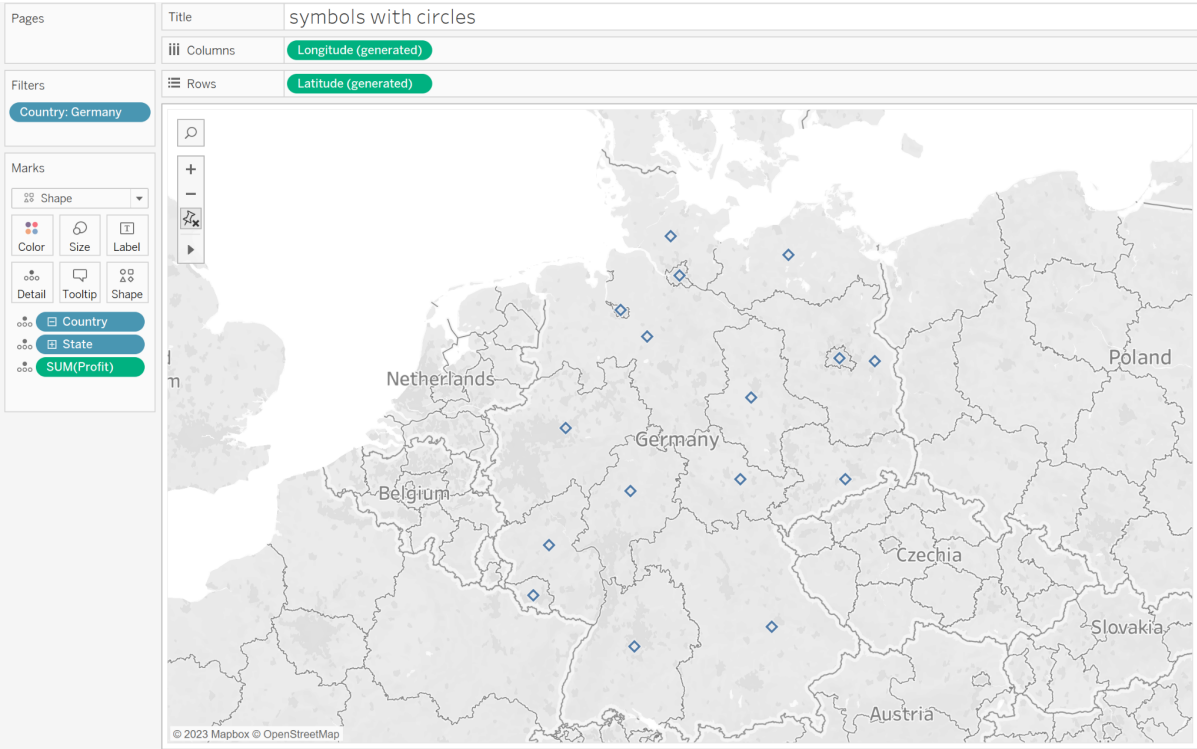 Pages
Title
symbols with circles
Columns
Longitude (generated)
Filters
Rows
Latitude (generated)
Country: Germany
Marks
Shape
Color
Size
T
Label
Detail
Tooltip
Shape
Country
State
SUM(Profit)
Netherlands
Poland
m
Germany
Belgium
Czechia
Slovakia
Austria
© 2023 Mapbox © OpenStreetMap